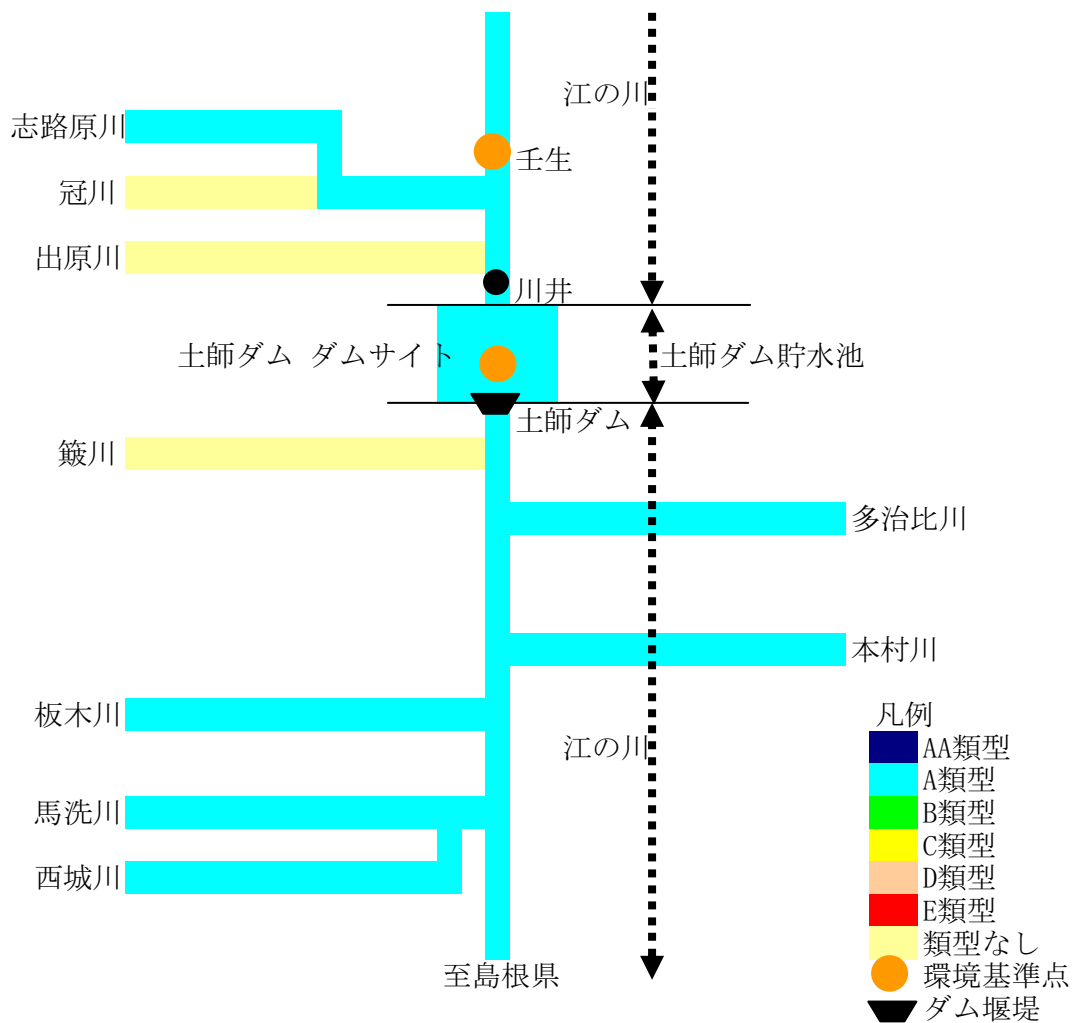 江の川
志路原川
壬生
冠川
出原川
川井
土師ダム ダムサイト
土師ダム貯水池
土師ダム
簸川
多治比川
本村川
板木川
江の川
馬洗川
西城川
至島根県
凡例
AA類型
A類型
B類型
C類型
D類型
E類型
類型なし
環境基準点
ダム堰堤